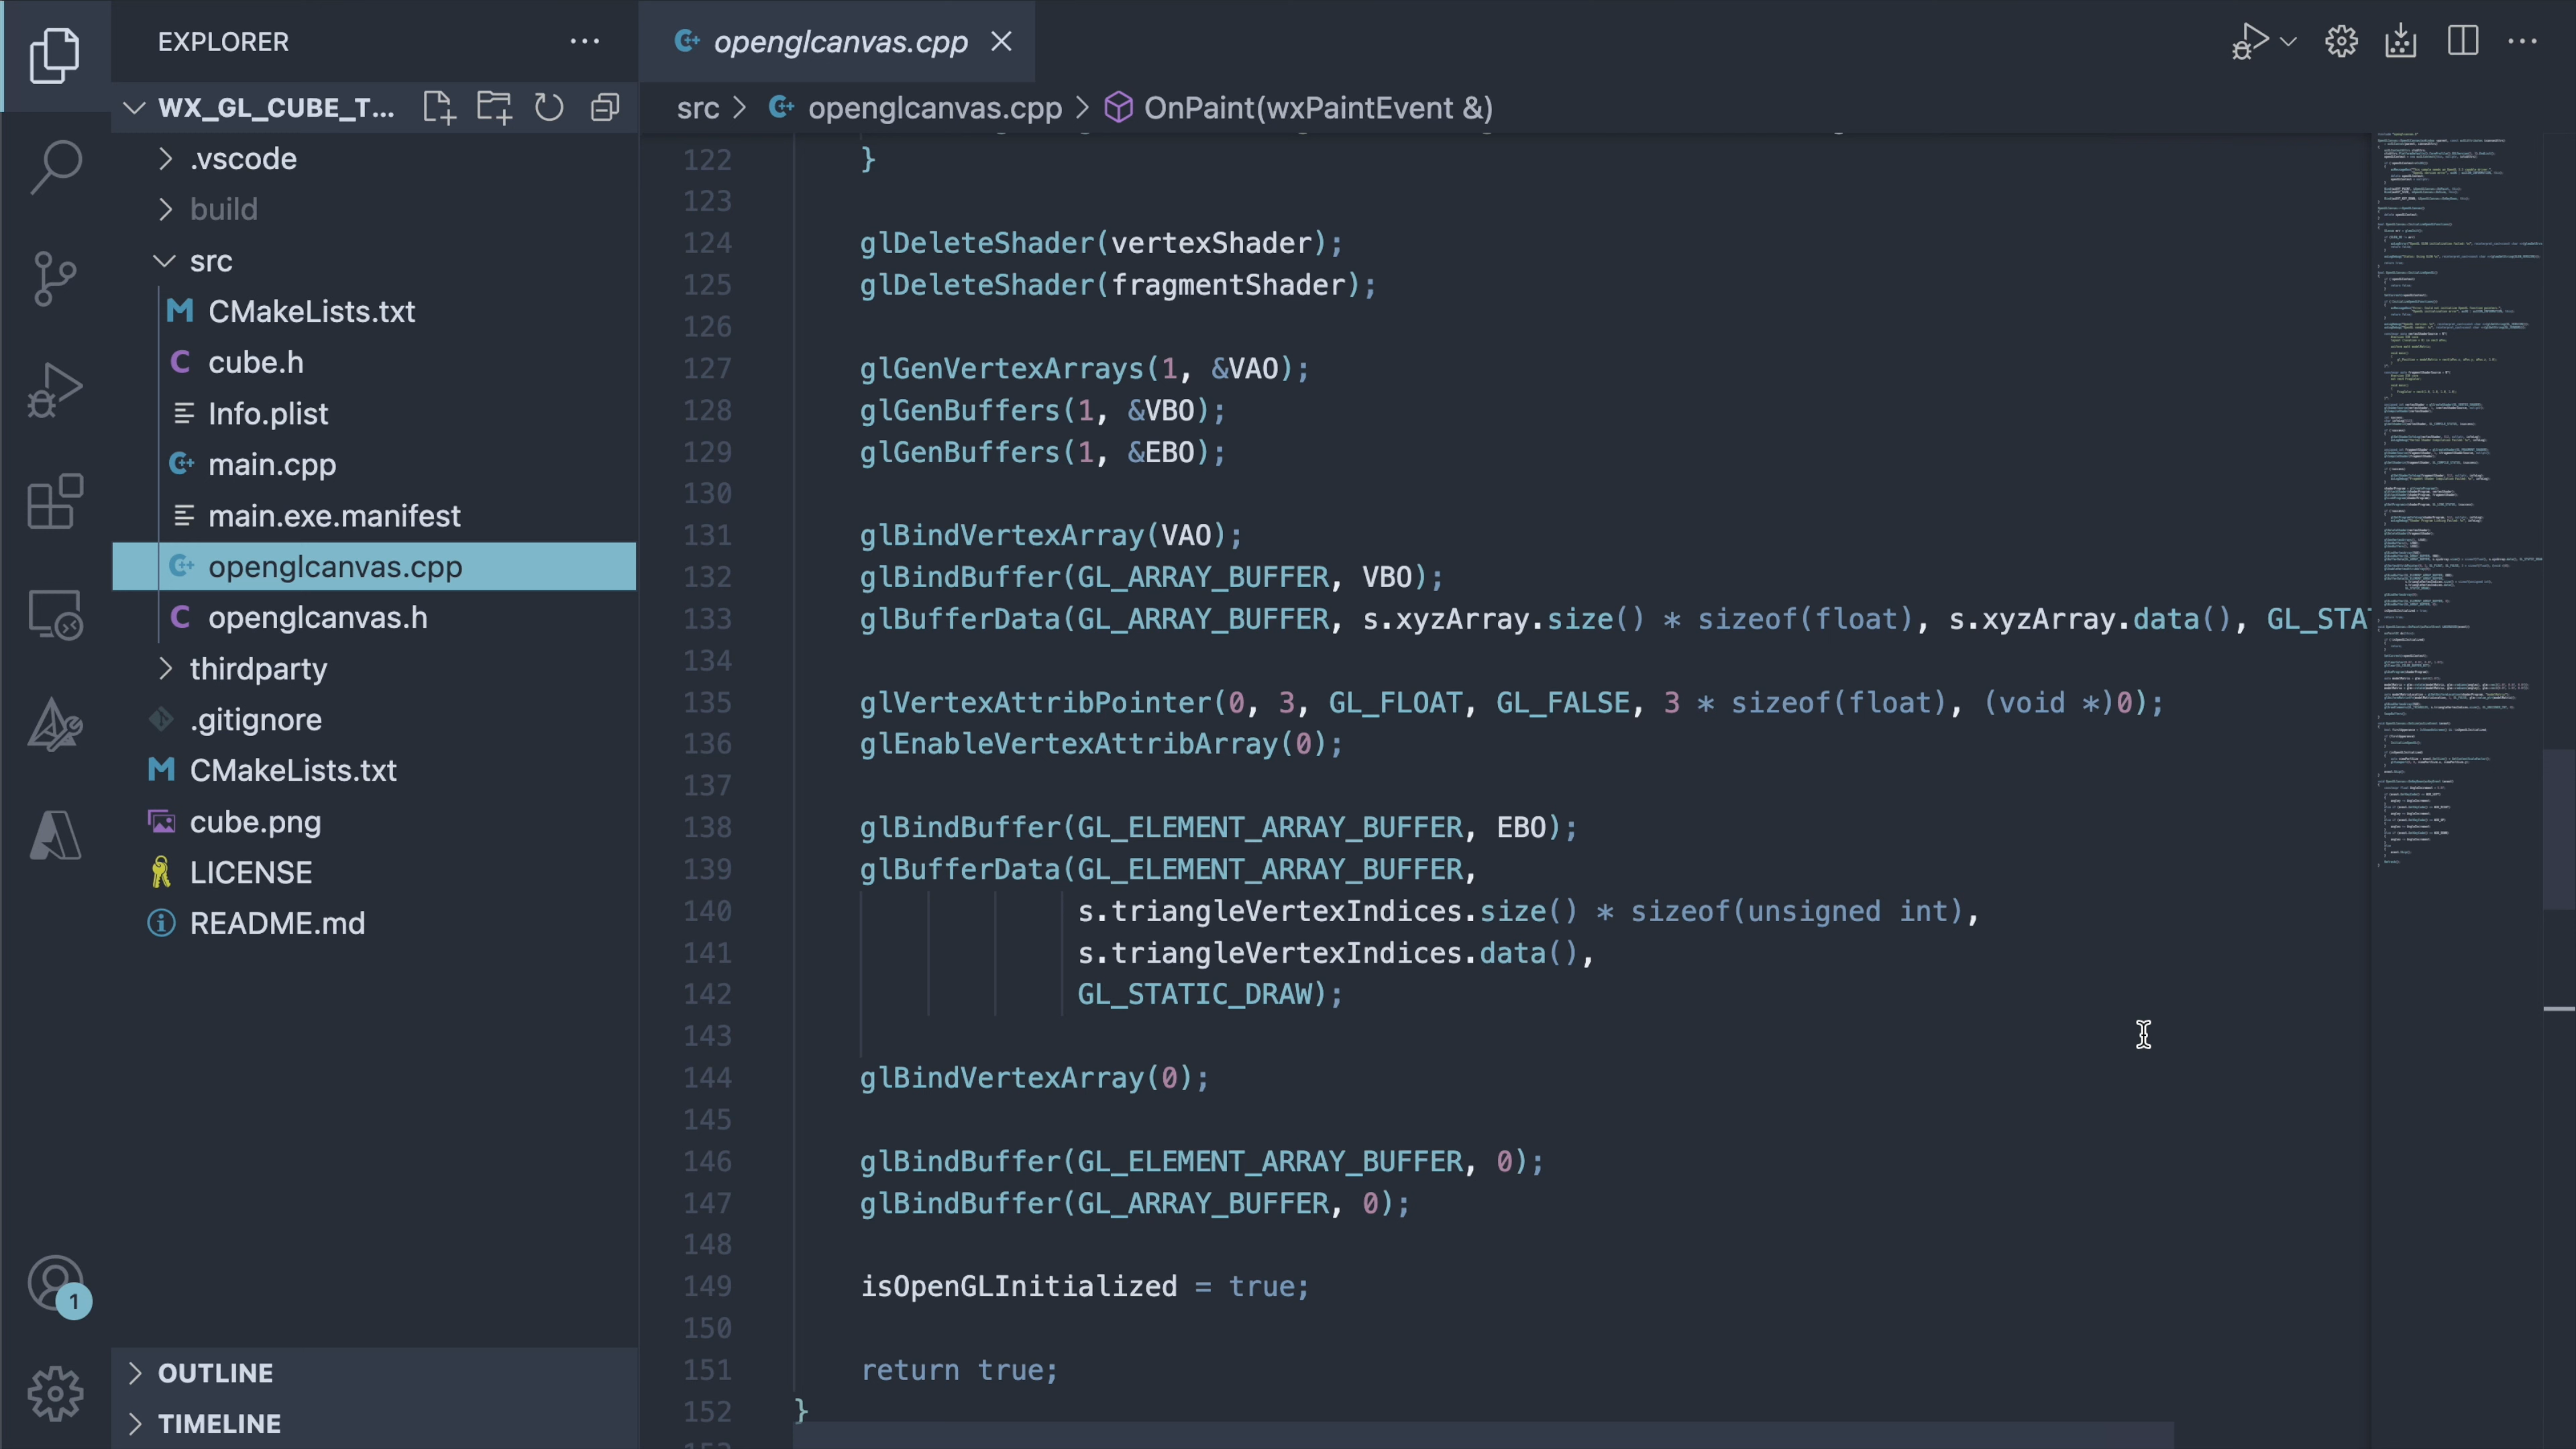 EXPLORER
WX_GL_CUBE_T...
.vscode
build
src
CMakeLists.txt
cube.h
Info.plist
main.cpp
main.exe.manifest
openglcanvas.cpp
openglcanvas.h
thirdparty
.gitignore
CMakeLists.txt
cube.png
LICENSE
README.md
1
OUTLINE
TIMELINE
openglcanvas.cpp
src > openglcanvas.cpp > OnPaint(wxPaintEvent &)
122 }
123
124 glDeleteShader(vertexShader);
125 glDeleteShader(fragmentShader);
126
127 glGenVertexArrays(1, &VAO);
128 glGenBuffers(1, &VBO);
129 glGenBuffers(1, &EBO);
130
131 glBindVertexArray(VAO);
132 glBindBuffer(GL_ARRAY_BUFFER, VBO);
133 glBufferData(GL_ARRAY_BUFFER, s.xyzArray.size() * sizeof(float), s.xyzArray.data(), GL_STA
134
135 glVertexAttribPointer(0, 3, GL_FLOAT, GL_FALSE, 3 * sizeof(float), (void *)0);
136 glEnableVertexAttribArray(0);
137
138 glBindBuffer(GL_ELEMENT_ARRAY_BUFFER, EBO);
139 glBufferData(GL_ELEMENT_ARRAY_BUFFER,
140 s.triangleVertexIndices.size() * sizeof(unsigned int),
141 s.triangleVertexIndices.data(),
142 GL_STATIC_DRAW);
143
144 glBindVertexArray(0);
145
146 glBindBuffer(GL_ELEMENT_ARRAY_BUFFER, 0);
147 glBindBuffer(GL_ARRAY_BUFFER, 0);
148
149 isOpenGLInitialized = true;
150
151 return true;
152 }